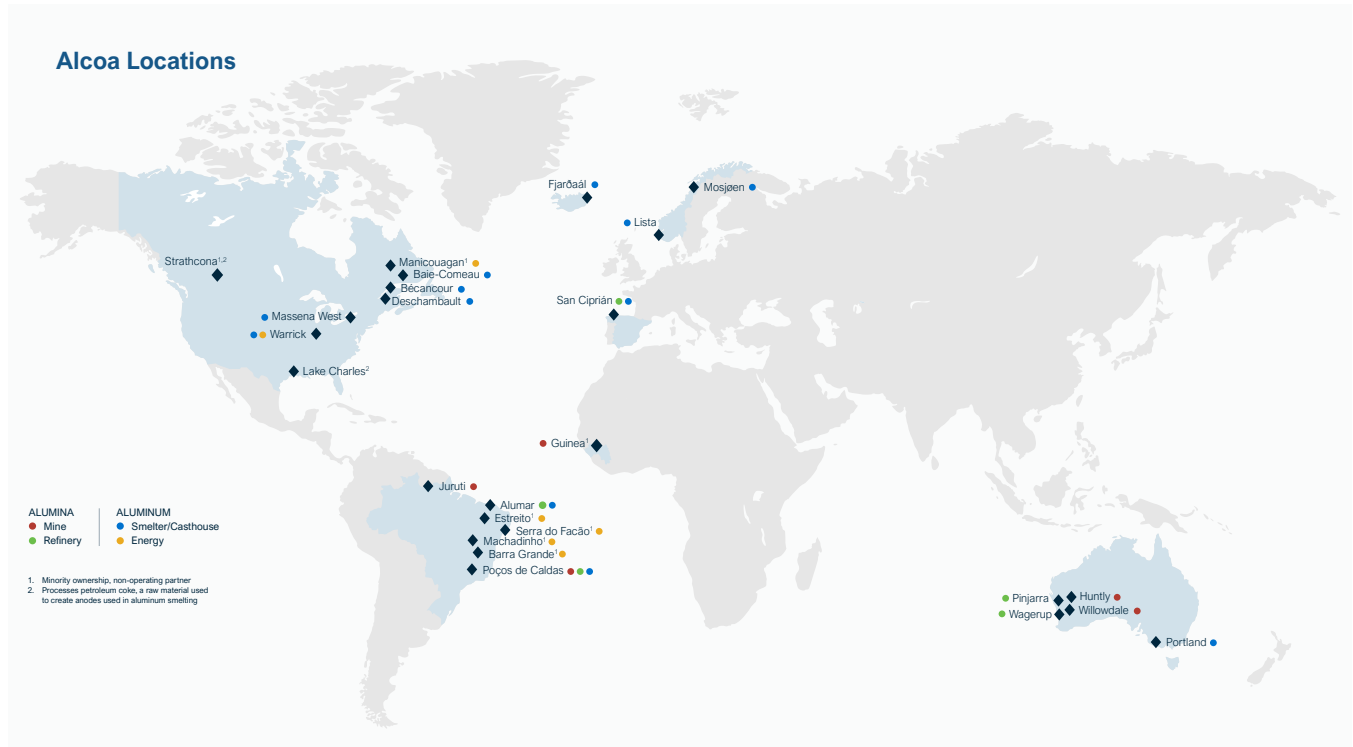 Alcoa Locations
Fjarðaál
Mosjøen
Lista
Strathcona1,2
Manicouagan1
Baie-Comeau
Bécancour
Deschambault
San Ciprián
Massena West
Warrick
Lake Charles2
Guinea1
Juruti
Alumar
Estreito1
Serra do Facão1
Machadinho1
Barra Grande1
Poços de Caldas
ALUMINA
Mine
Refinery
ALUMINUM
Smelter/Casthouse
Energy
1. Minority ownership, non-operating partner
2. Processes petroleum coke, a raw material used
to create anodes used in aluminum smelting
Pinjarra
Huntly
Wagerup
Willowdale
Portland